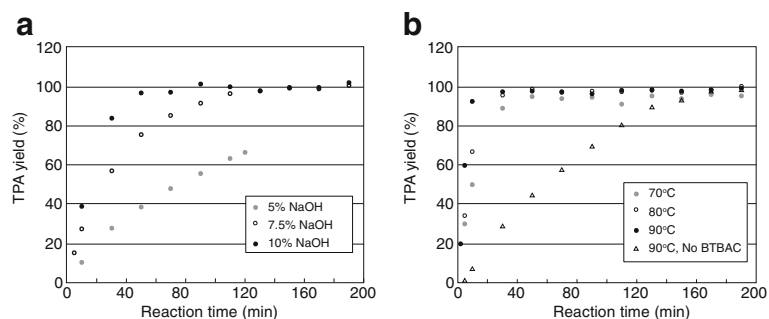 a
120
100
80
60
40
20
0
0
40
80
120
160
200
TPA yield (%)
Reaction time (min)
5% NaOH
7.5% NaOH
10% NaOH
b
120
100
80
60
40
20
0
0
40
80
120
160
200
TPA yield (%)
Reaction time (min)
70°C
80°C
90°C
90°C, No BTBAC